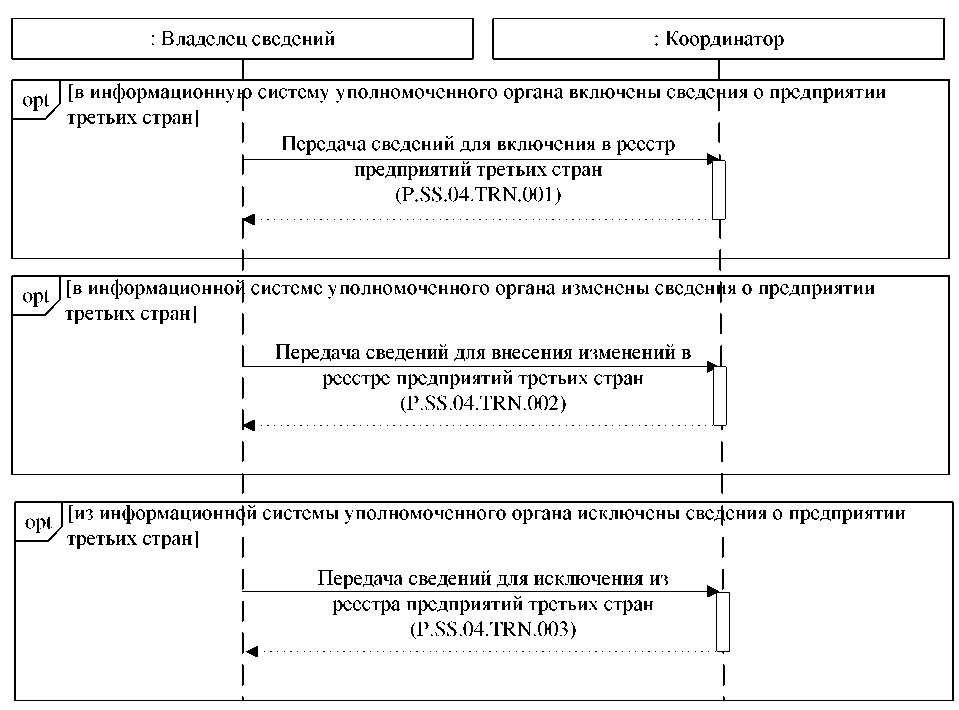 : Владелец сведений
: Координатор
opt
[в информационную систему уполномоченного органа включены сведения о предприятии
третьих стран]
Передача сведений для включения в реестр
предприятий третьих стран
(P.SS.04.TRN.001)
opt
[в информационной системе уполномоченного органа изменены сведения о предприятии
третьих стран]
Передача сведений для внесения изменений в
реестре предприятий третьих стран
(P.SS.04.TRN.002)
opt
[из информационной системы уполномоченного органа исключены сведения о предприятии
третьих стран]
Передача сведений для исключения из
реестра предприятий третьих стран
(P.SS.04.TRN.003)